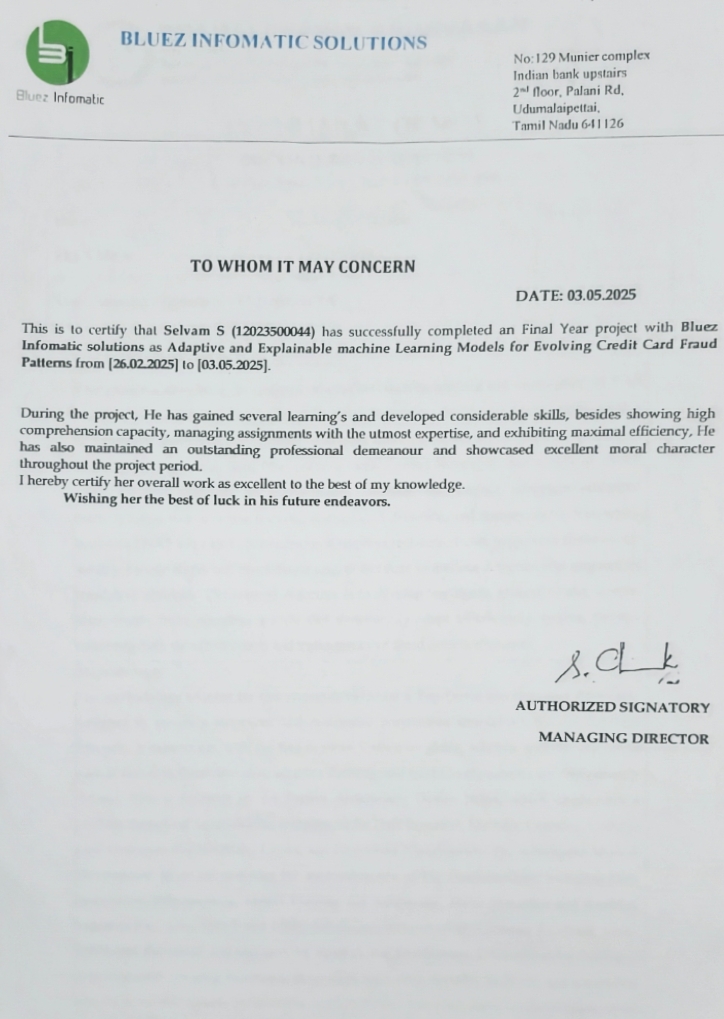 BLUEZ INFOMATIC SOLUTIONS
bi
Bluez Infomatic
No:129 Munier complex
Indian bank upstairs
2nd floor, Palani Rd,
Udumalaipettai,
Tamil Nadu 641126
TO WHOM IT MAY CONCERN
DATE: 03.05.2025
This is to certify that Selvam S (12023500044) has successfully completed an Final Year project with Bluez
Infomatic solutions as Adaptive and Explainable machine Learning Models for Evolving Credit Card Fraud
Patterns from [26.02.2025] to [03.05.2025].
During the project, He has gained several learning's and developed considerable skills, besides showing high
comprehension capacity, managing assignments with the utmost expertise, and exhibiting maximal efficiency, He
has also maintained an outstanding professional demeanour and showcased excellent moral character
throughout the project period.
I hereby certify her overall work as excellent to the best of my knowledge.
Wishing her the best of luck in his future endeavors.
AUTHORIZED SIGNATORY
MANAGING DIRECTOR